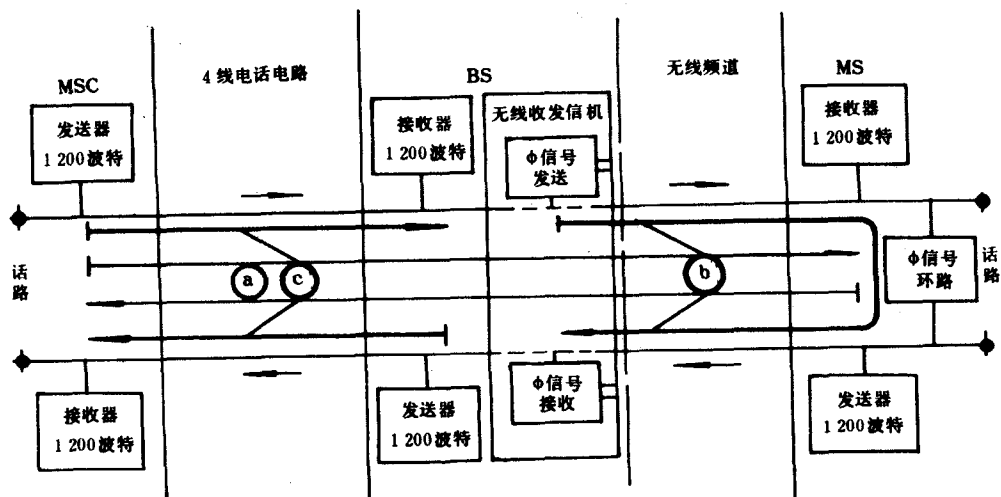 MSC
4线电话电路
BS
无线频道
MS
发送器
1 200波特
接收器
1 200波特
无线收发信机
φ信号
发送
接收器
1 200波特
话路
a
c
b
φ信号
环路
话路
接收器
1 200波特
发送器
1 200波特
φ信号
接收
发送器
1 200波特